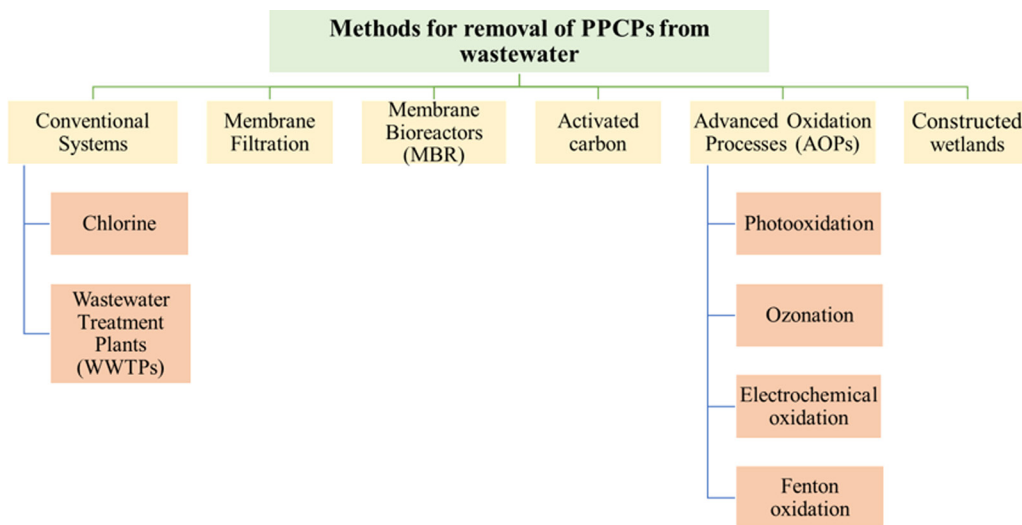 Methods for removal of PPCPs from
wastewater
Conventional
Systems
Membrane
Filtration
Membrane
Bioreactors
(MBR)
Activated
carbon
Advanced Oxidation
Processes (AOPs)
Constructed
wetlands
Chlorine
Wastewater
Treatment
Plants
(WWTPs)
Photooxidation
Ozonation
Electrochemical
oxidation
Fenton
oxidation